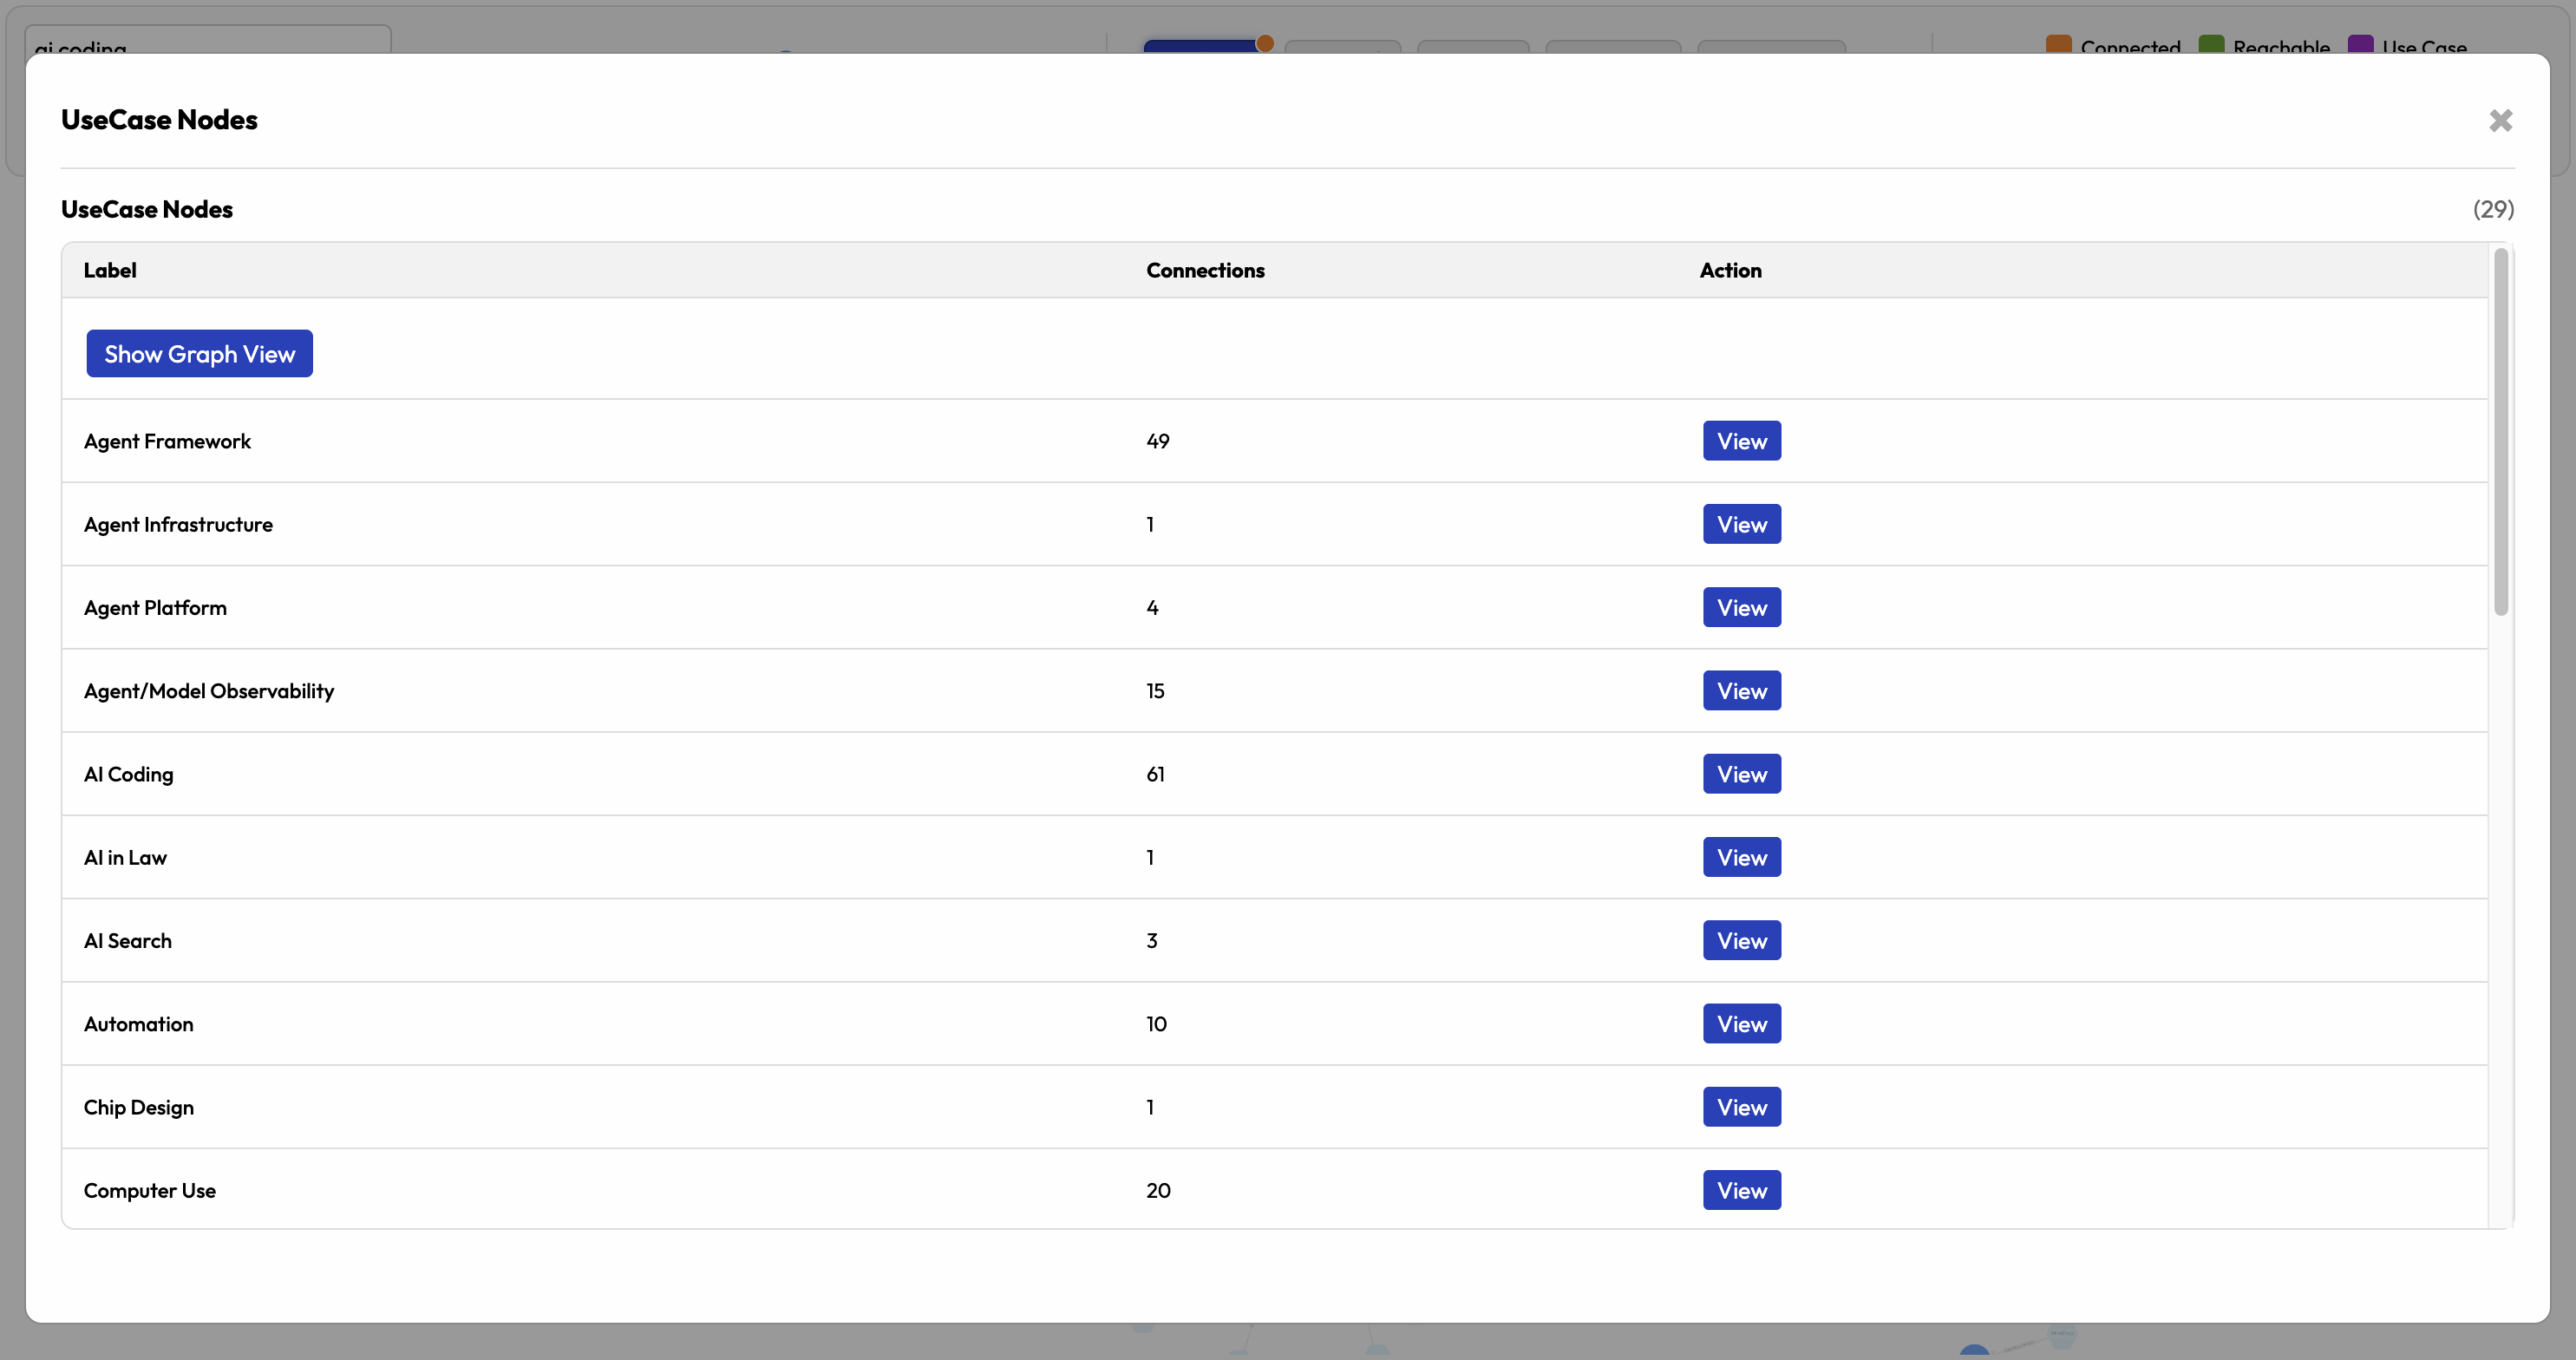 ai coding
Connected Reachable Use Case
UseCase Nodes
✖
UseCase Nodes (29)
Label Connections Action
Show Graph View
Agent Framework 49 View
Agent Infrastructure 1 View
Agent Platform 4 View
Agent/Model Observability 15 View
AI Coding 61 View
AI in Law 1 View
AI Search 3 View
Automation 10 View
Chip Design 1 View
Computer Use 20 View